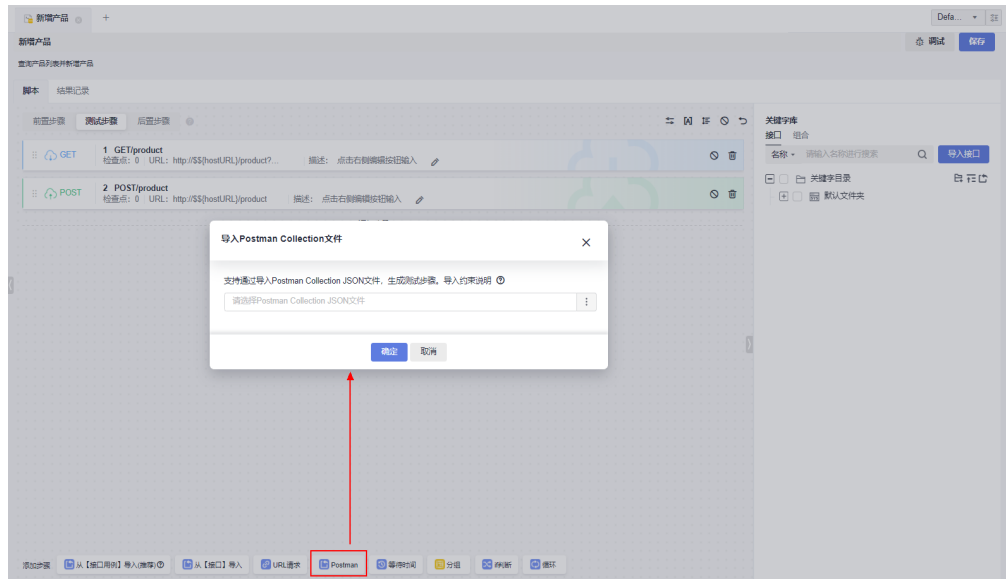 新增产品
+
Defa...
新增产品
调试
保存
查询产品列表并新增产品
脚本 结果记录
前置步骤 测试步骤 后置步骤
GET
1 GET/product
检查点: 0 URL: http://$${hostURL}/product?... 描述: 点击右侧编辑按钮输入
POST
2 POST/product
检查点: 0 URL: http://$${hostURL}/product 描述: 点击右侧编辑按钮输入
关键字库
接口 组合
名称 请输入名称进行搜索 导入接口
关键字目录
默认文件夹
导入Postman Collection文件
支持通过导入Postman Collection JSON文件，生成测试步骤。导入约束说明
请选择Postman Collection JSON文件
确定 取消
添加步骤 从【接口用例】导入(推荐) 从【接口】导入 URL请求 Postman 等待时间 分组 if判断 循环